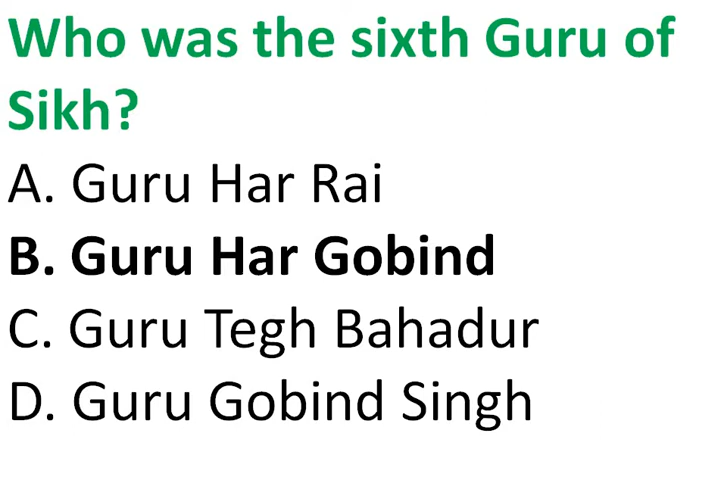 Who was the sixth Guru of
Sikh?
A. Guru Har Rai
B. Guru Har Gobind
C. Guru Tegh Bahadur
D. Guru Gobind Singh